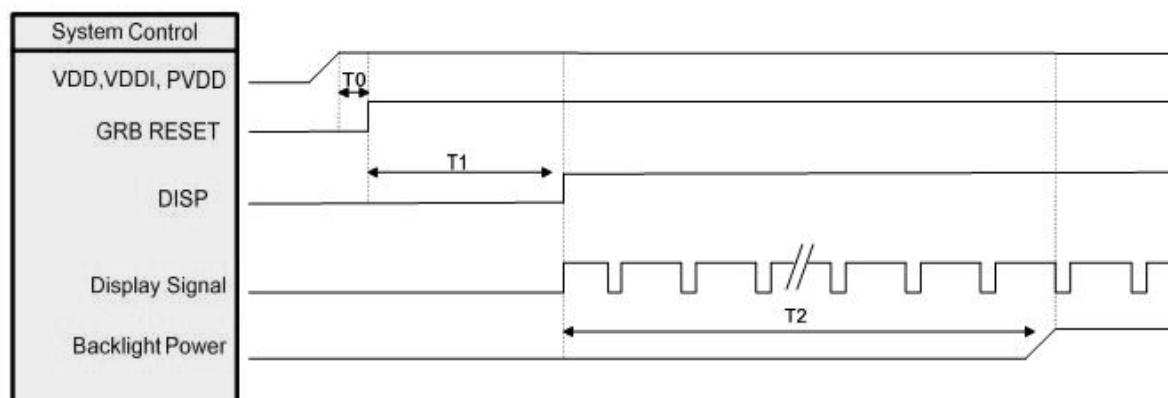 System Control
VDD,VDDI, PVDD
T0
GRB RESET
T1
DISP
Display Signal
T2
Backlight Power